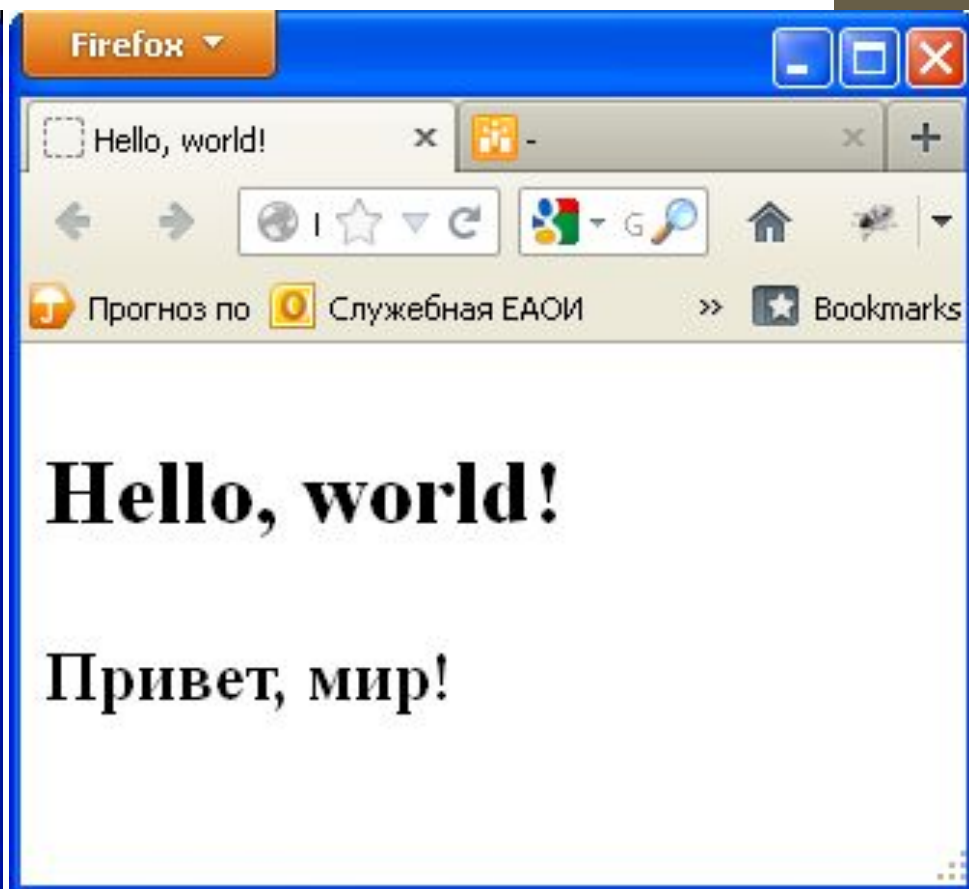 Firefox
Hello, world!
-
G
Прогноз по
Служебная ЕАОИ
»
Bookmarks
Hello, world!
Привет, мир!